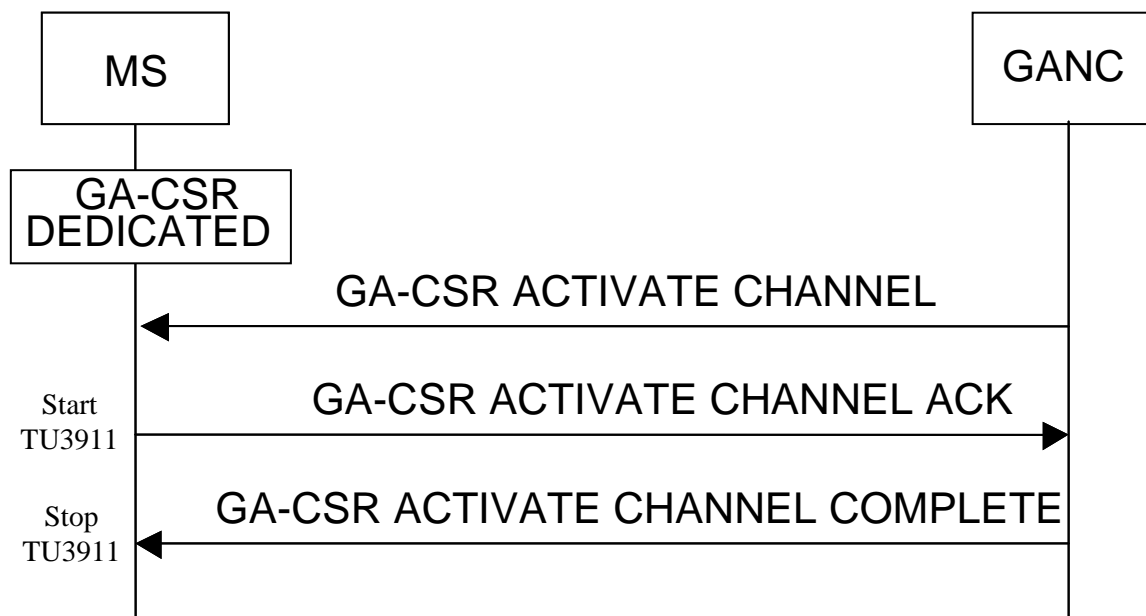 MS
GANC
GA-CSR
DEDICATED
GA-CSR ACTIVATE CHANNEL
Start
TU3911
GA-CSR ACTIVATE CHANNEL ACK
Stop
TU3911
GA-CSR ACTIVATE CHANNEL COMPLETE